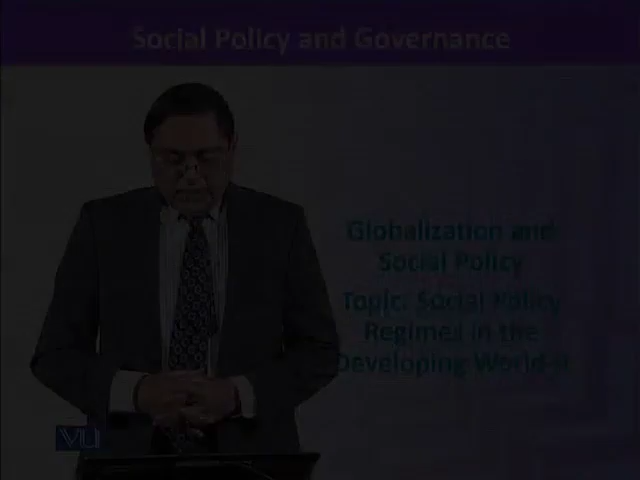 Social Policy and Governance
Globalization and
Social Policy
Topic: Social Policy
Regimes in the
Developing World-II
VU